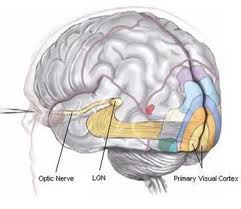 Optic Nerve
LGN
Primary Visual Cortex